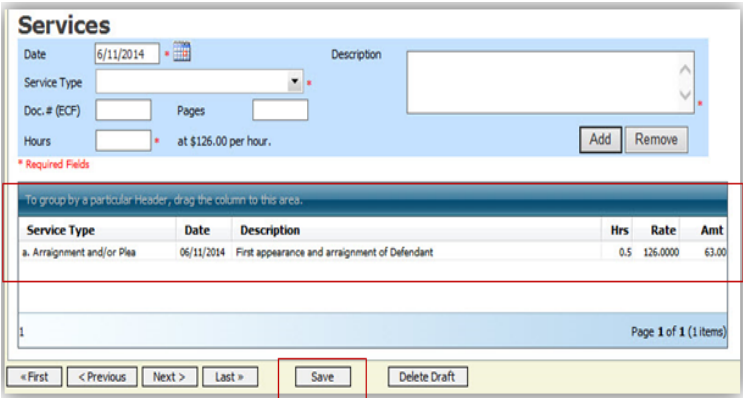 Services
Date 6/11/2014 * Description
Service Type *
Doc. # (ECF) Pages *
Hours * at $126.00 per hour. Add Remove
* Required Fields
To group by a particular Header, drag the column to this area.
Service Type Date Description Hrs Rate Amt
a. Arraignment and/or Plea 06/11/2014 First appearance and arraignment of Defendant 0.5 126.0000 63.00
1 Page 1 of 1 (1 items)
« First < Previous Next > Last » Save Delete Draft